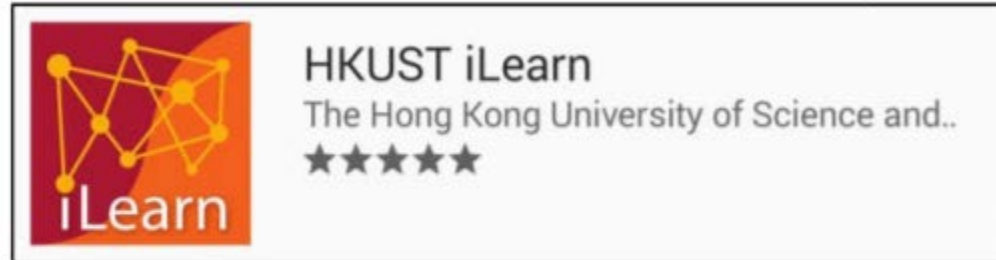 iLearn
HKUST iLearn
The Hong Kong University of Science and..